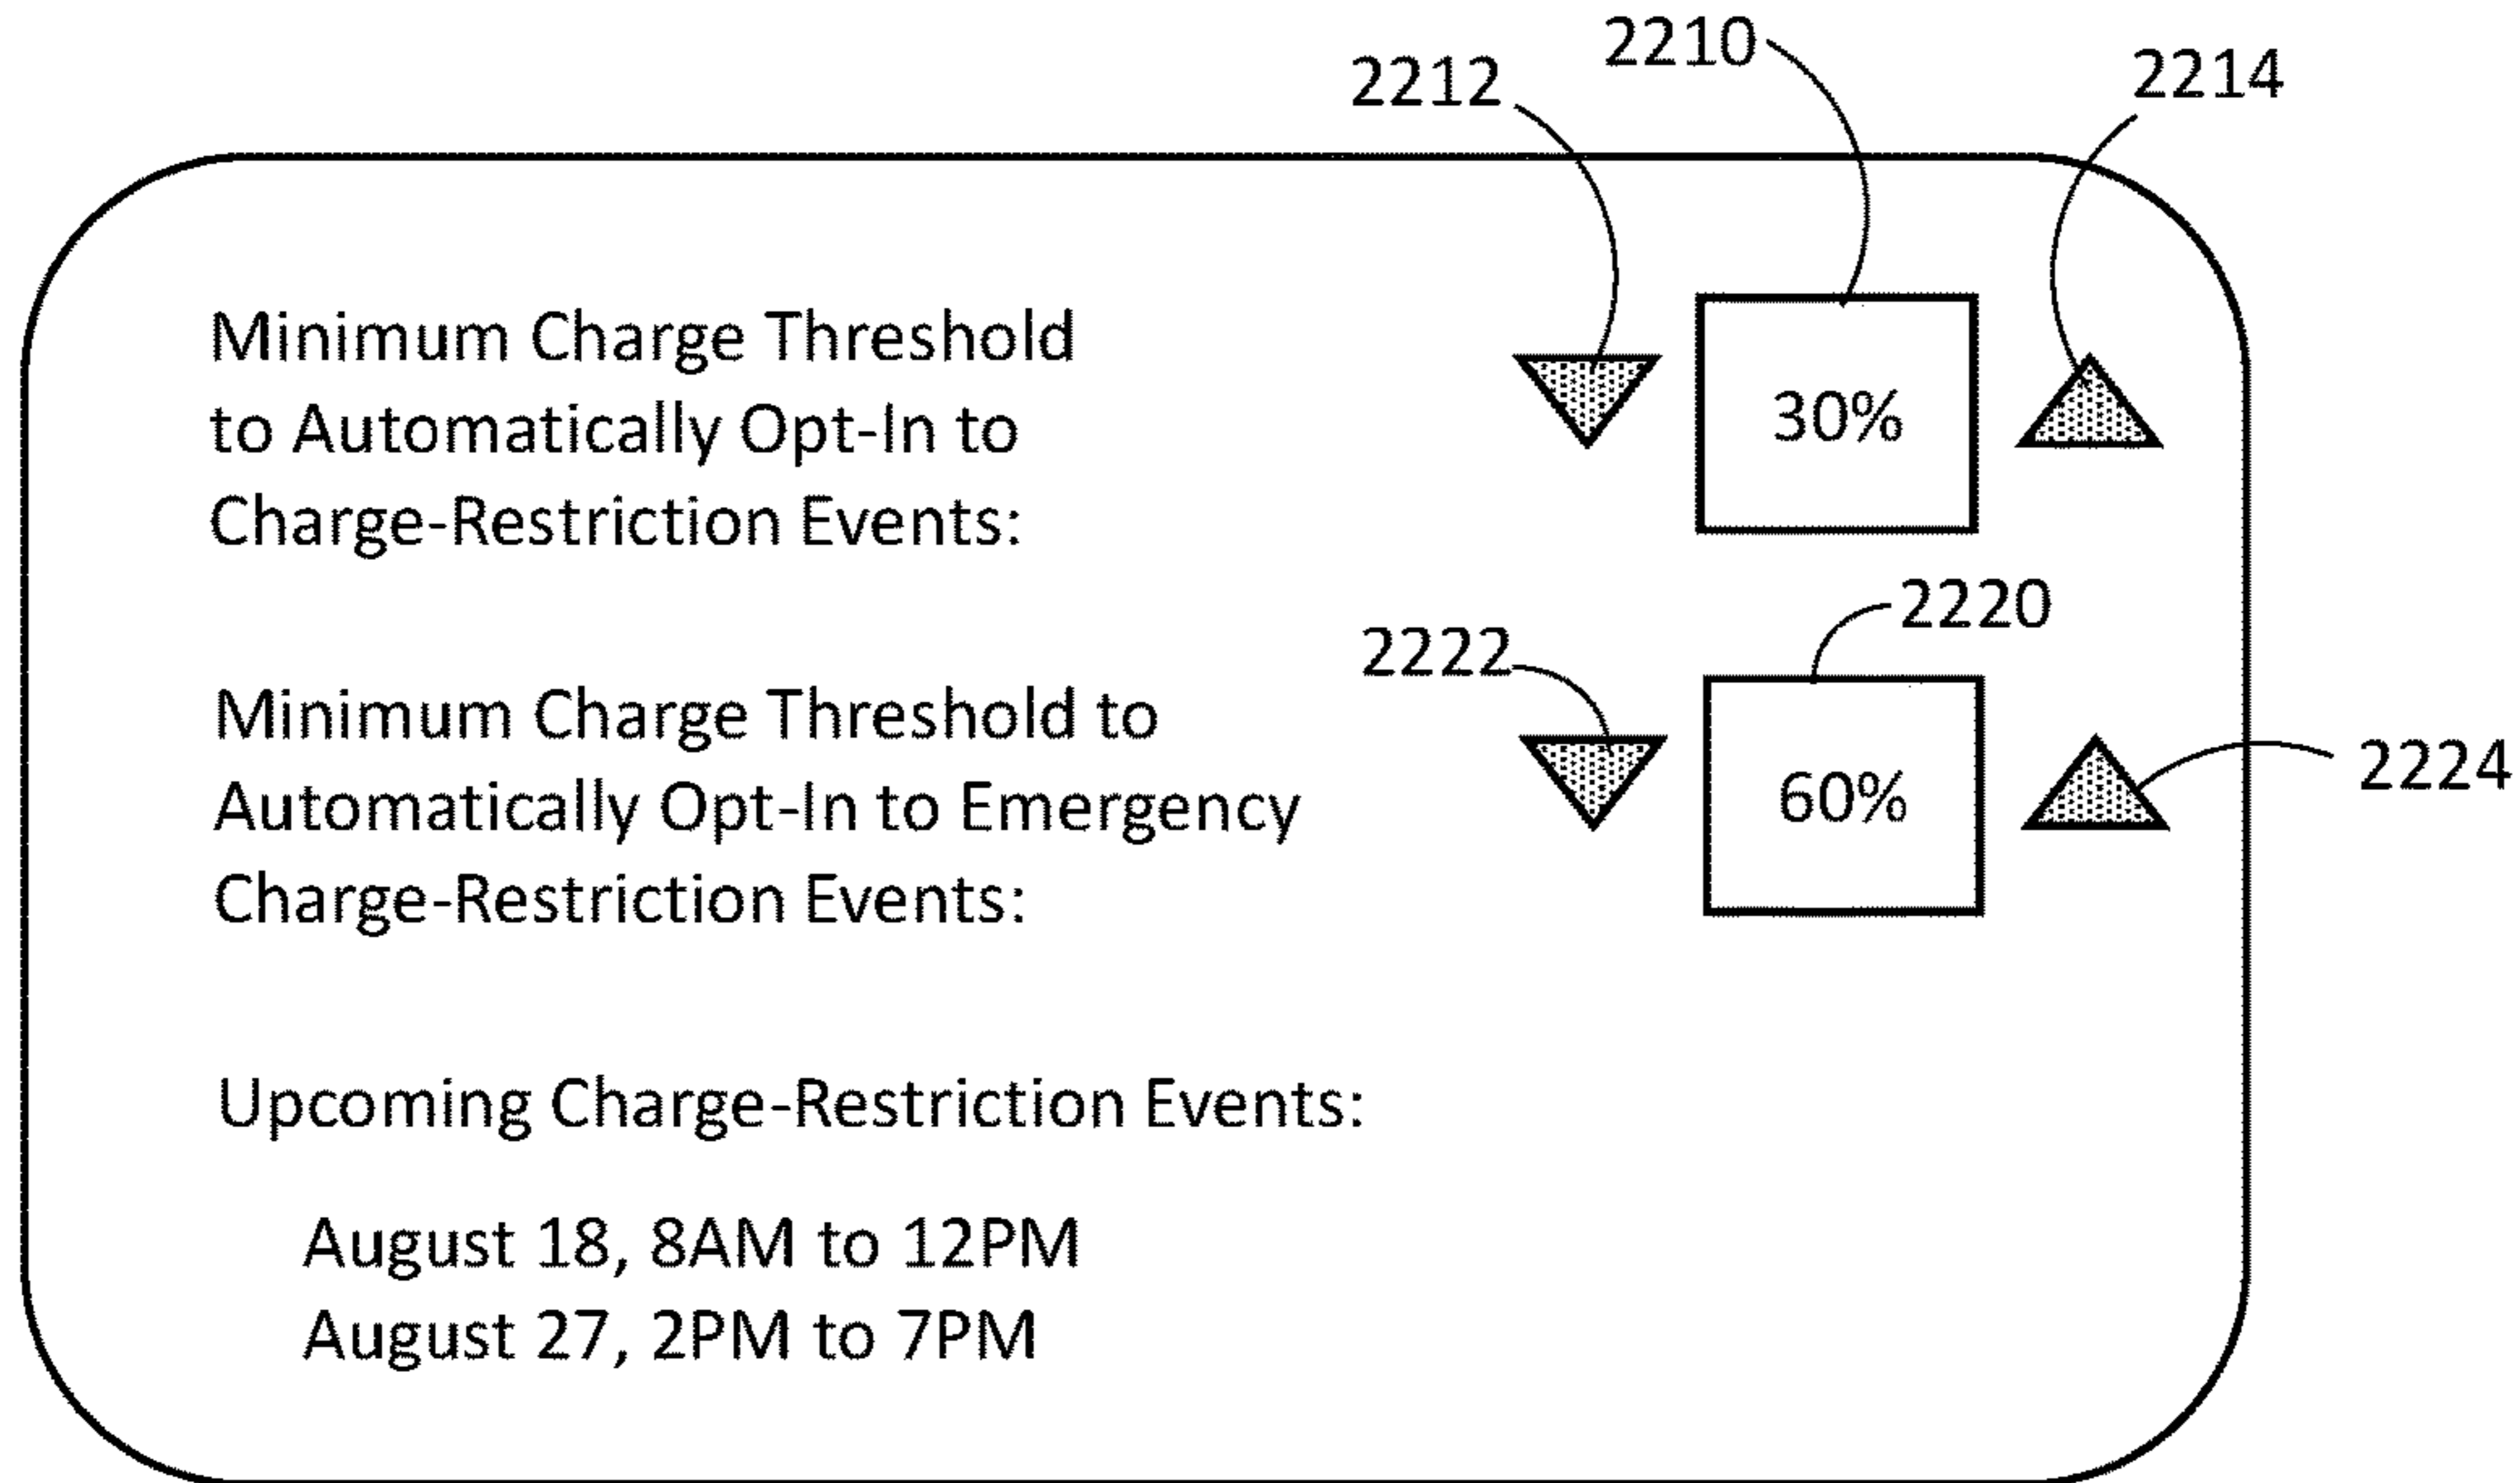 2210
2212
2214
Minimum Charge Threshold
to Automatically Opt-In to
Charge-Restriction Events:
30%
2220
2222
2224
Minimum Charge Threshold to
Automatically Opt-In to Emergency
Charge-Restriction Events:
60%
Upcoming Charge-Restriction Events:
August 18, 8AM to 12PM
August 27, 2PM to 7PM